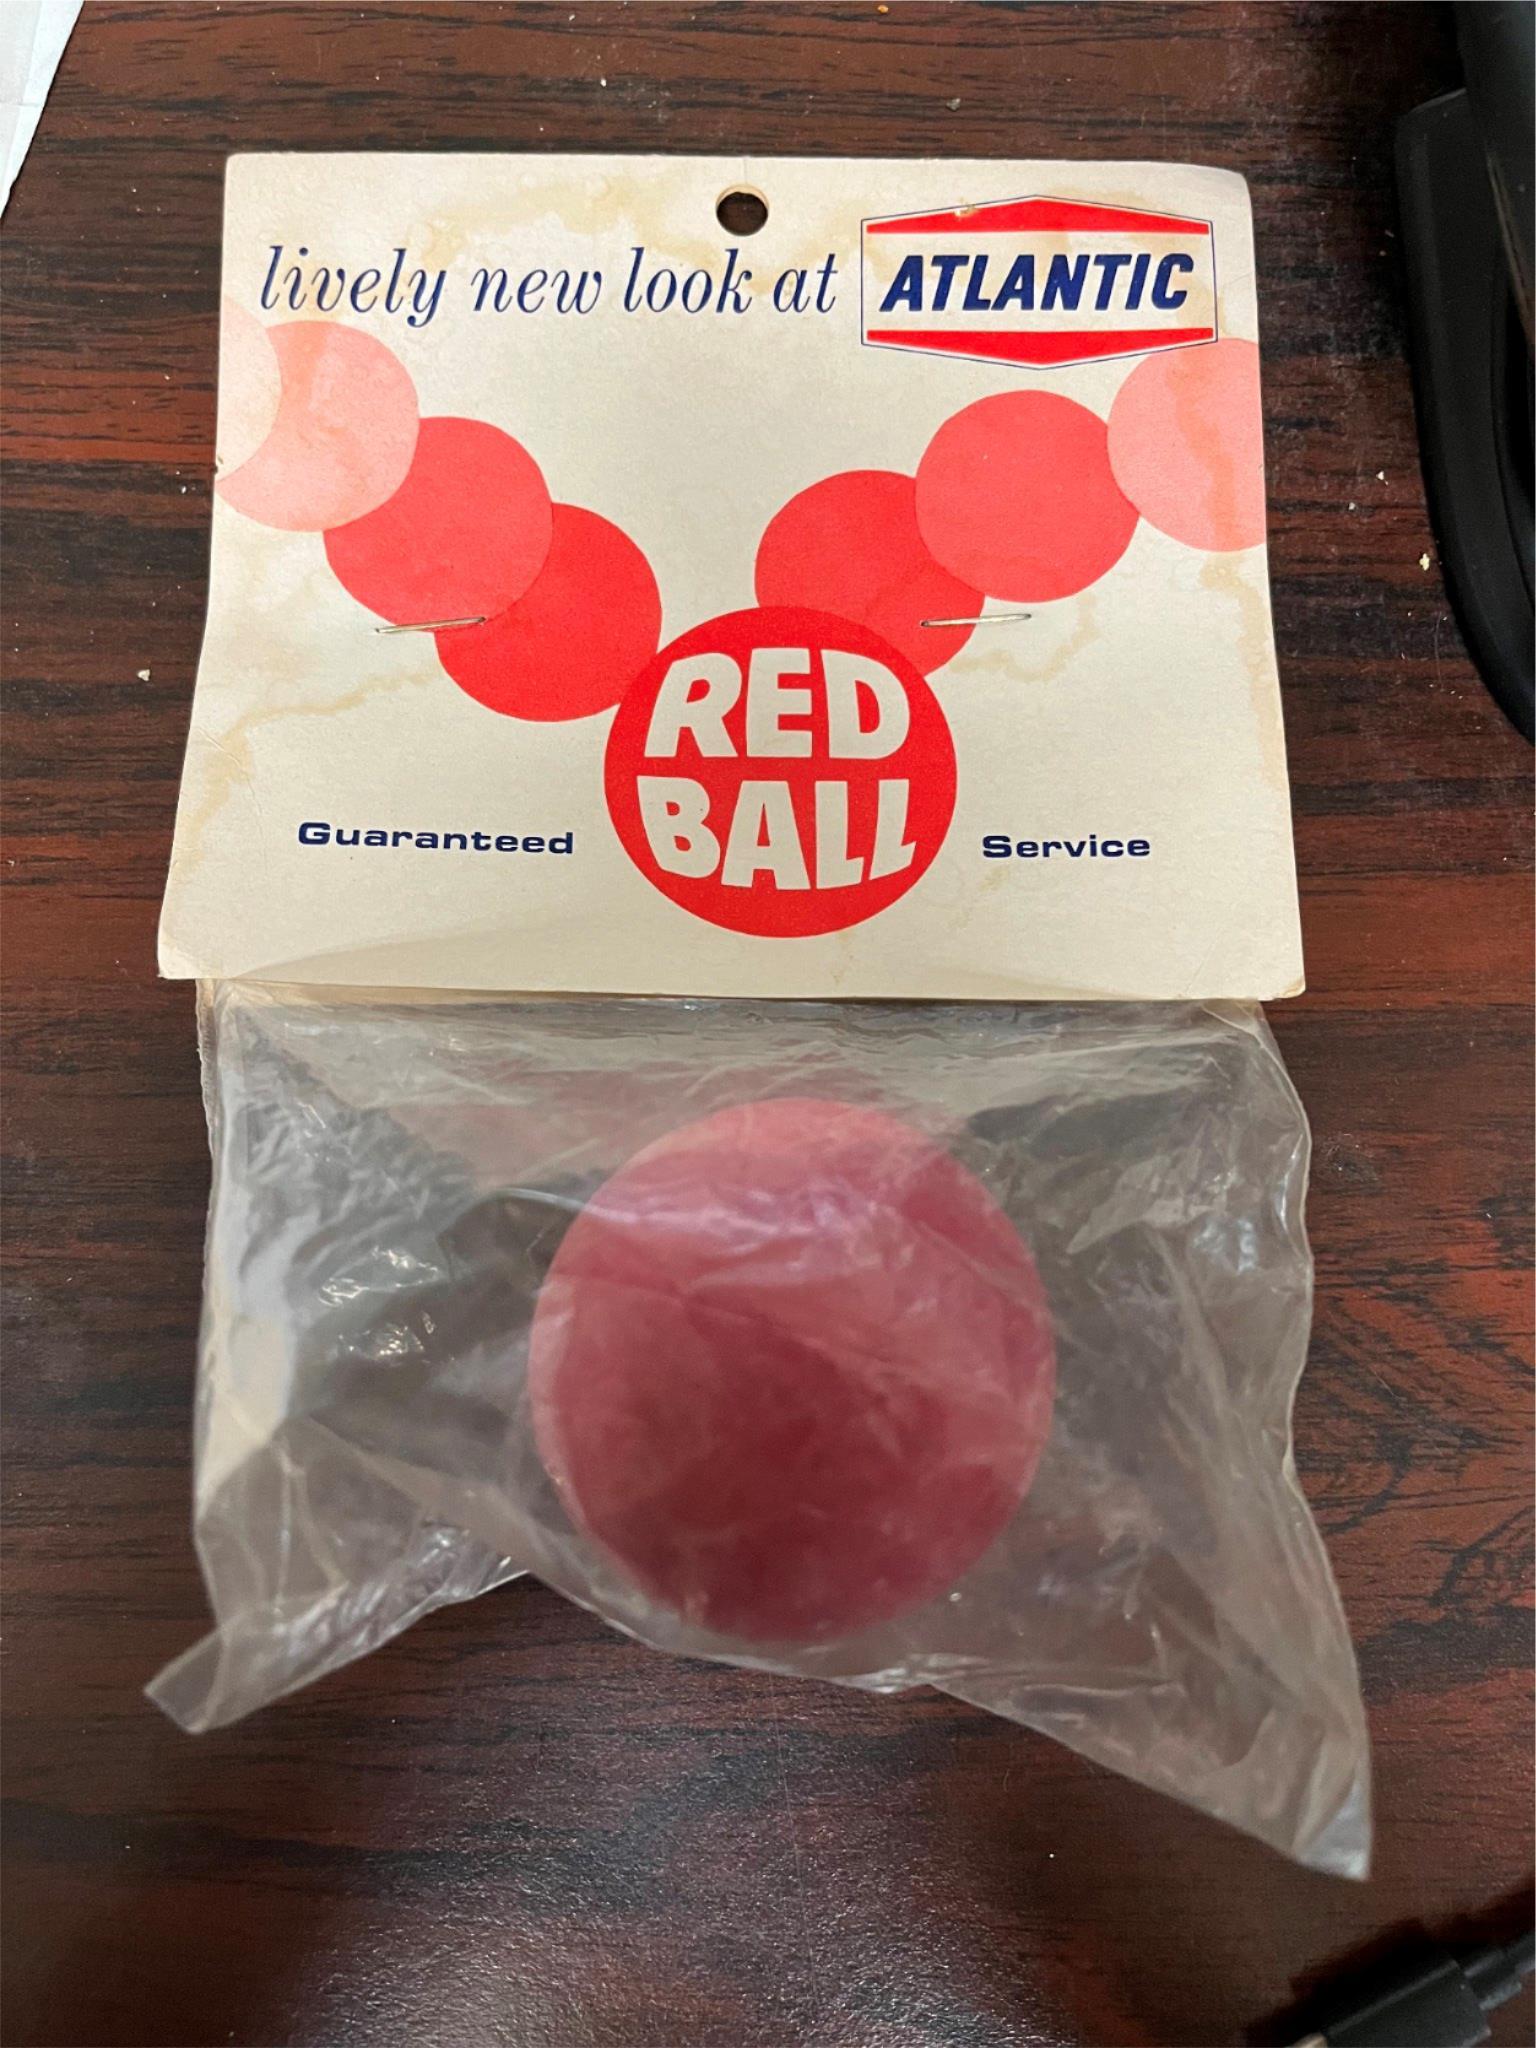 lively new look at ATLANTIC
RED
BALL
Guaranteed Service